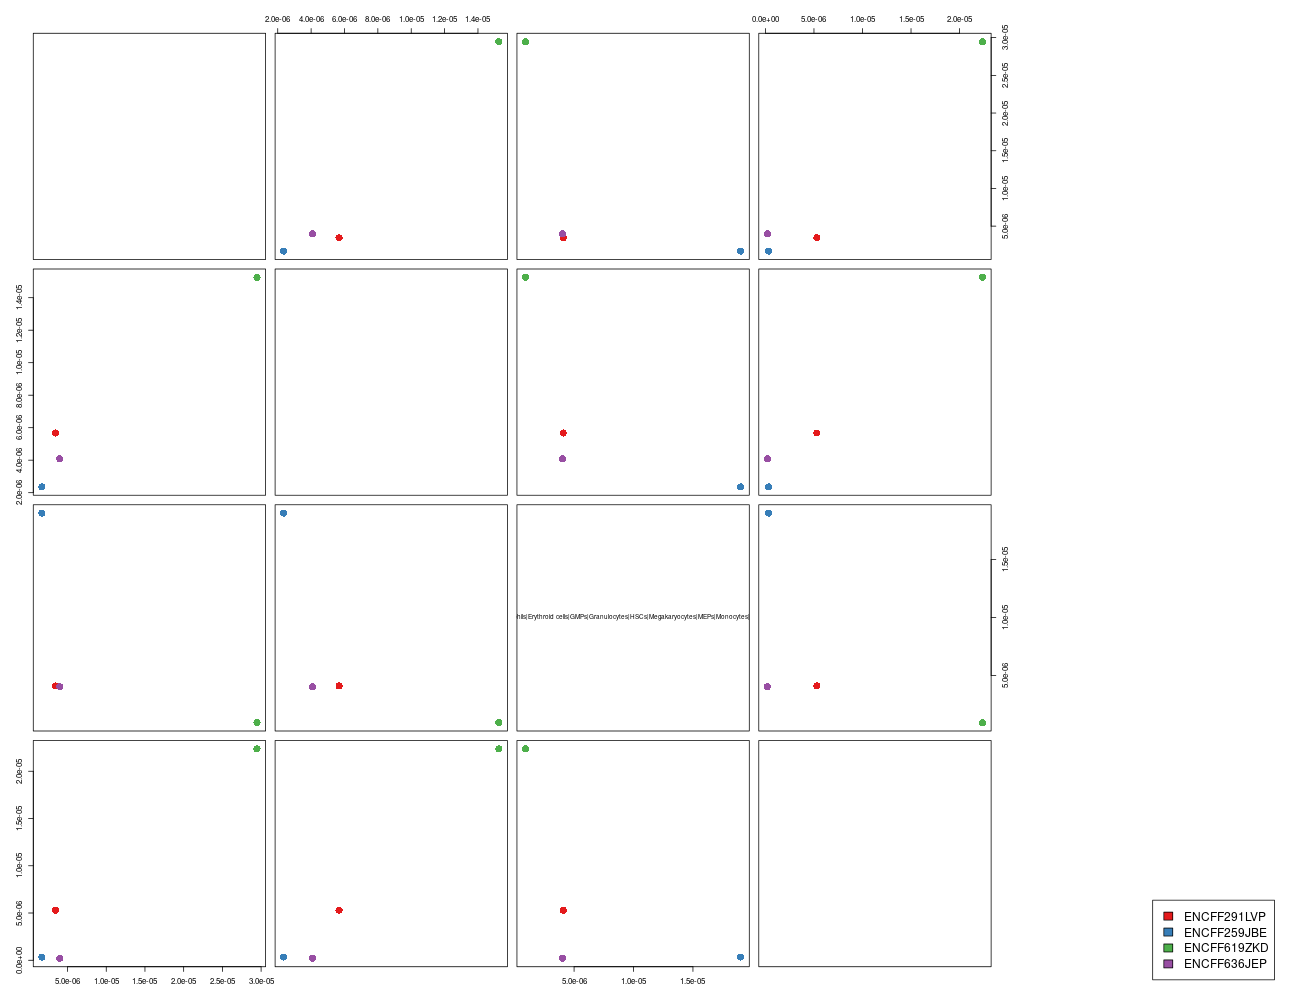 2.0e-06 4.0e-06 6.0e-06 8.0e-06 1.0e-05 1.2e-05 1.4e-05
0.0e+00 5.0e-06 1.0e-05 1.5e-05 2.0e-05
3.0e-05
2.5e-05
2.0e-05
1.5e-05
1.0e-05
5.0e-06
1.4e-05
1.2e-05
1.0e-05
8.0e-06
6.0e-06
4.0e-06
2.0e-06
hils|Erythroid cells|GMPs|Granulocytes|HSCs|Megakaryocytes|MEPs|Monocytes|
1.5e-05
1.0e-05
5.0e-06
2.0e-05
1.5e-05
1.0e-05
5.0e-06
0.0e+00
5.0e-06 1.0e-05 1.5e-05 2.0e-05 2.5e-05 3.0e-05
5.0e-06 1.0e-05 1.5e-05
ENCFF291LVP
ENCFF259JBE
ENCFF619ZKD
ENCFF636JEP